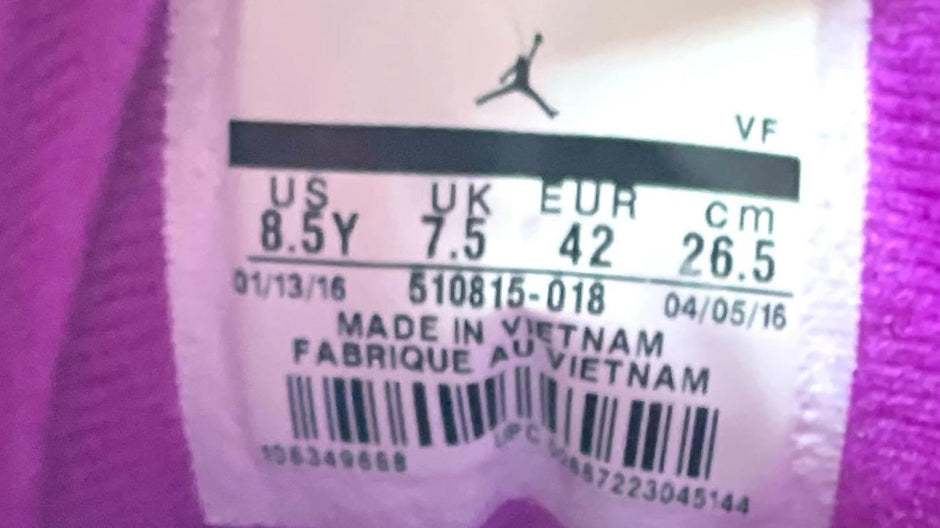 VF
US UK EUR cm
8.5Y 7.5 42 26.5
01/13/16 510815-018 04/05/16
MADE IN VIETNAM
FABRIQUE AU VIETNAM
UPC